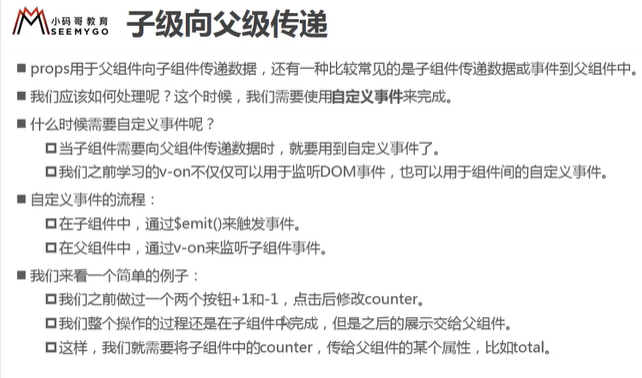 小码哥教育
SEEMYGO
子级向父级传递
props用于父组件向子组件传递数据，还有一种比较常见的是子组件传递数据或事件到父组件中。
我们应该如何处理呢？这个时候，我们需要使用自定义事件来完成。
什么时候需要自定义事件呢？
当子组件需要向父组件传递数据时，就要用到自定义事件了。
我们之前学习的v-on不仅仅可以用于监听DOM事件，也可以用于组件间的自定义事件。
自定义事件的流程：
在子组件中，通过$emit()来触发事件。
在父组件中，通过v-on来监听子组件事件。
我们来看一个简单的例子：
我们之前做过一个两个按钮+1和-1，点击后修改counter。
我们整个操作的过程还是在子组件中完成，但是之后的展示交给父组件。
这样，我们就需要将子组件中的counter，传给父组件的某个属性，比如total。